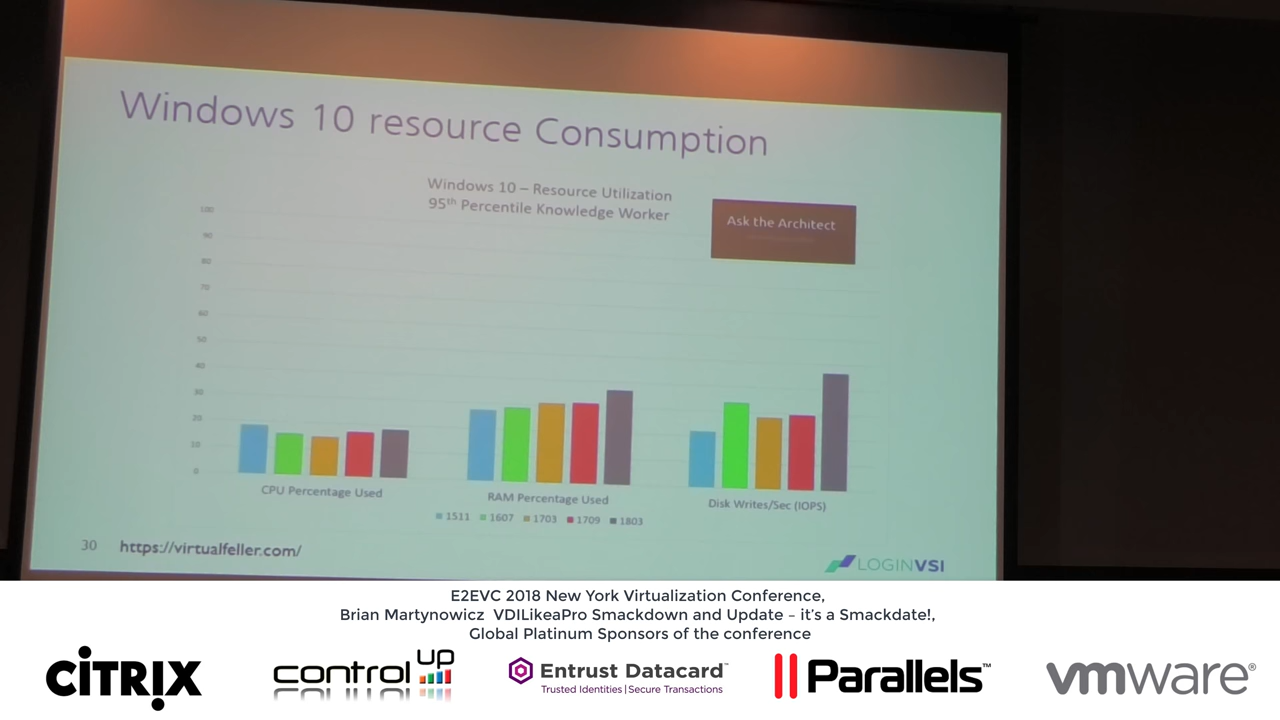 Windows 10 resource Consumption
Windows 10 – Resource Utilization
95th Percentile Knowledge Worker
Ask the Architect
100
90
80
70
60
50
40
30
20
10
0
CPU Percentage Used
RAM Percentage Used
Disk Writes/Sec (IOPS)
1511 1607 1703 1709 1803
30 https://virtualfeller.com/
LOGINVSI
E2EVC 2018 New York Virtualization Conference,
Brian Martynowicz VDILikeaPro Smackdown and Update – it's a Smackdate!,
Global Platinum Sponsors of the conference
CITRIX
control UP
Entrust Datacard™
Trusted Identities | Secure Transactions
Parallels™
vmware®